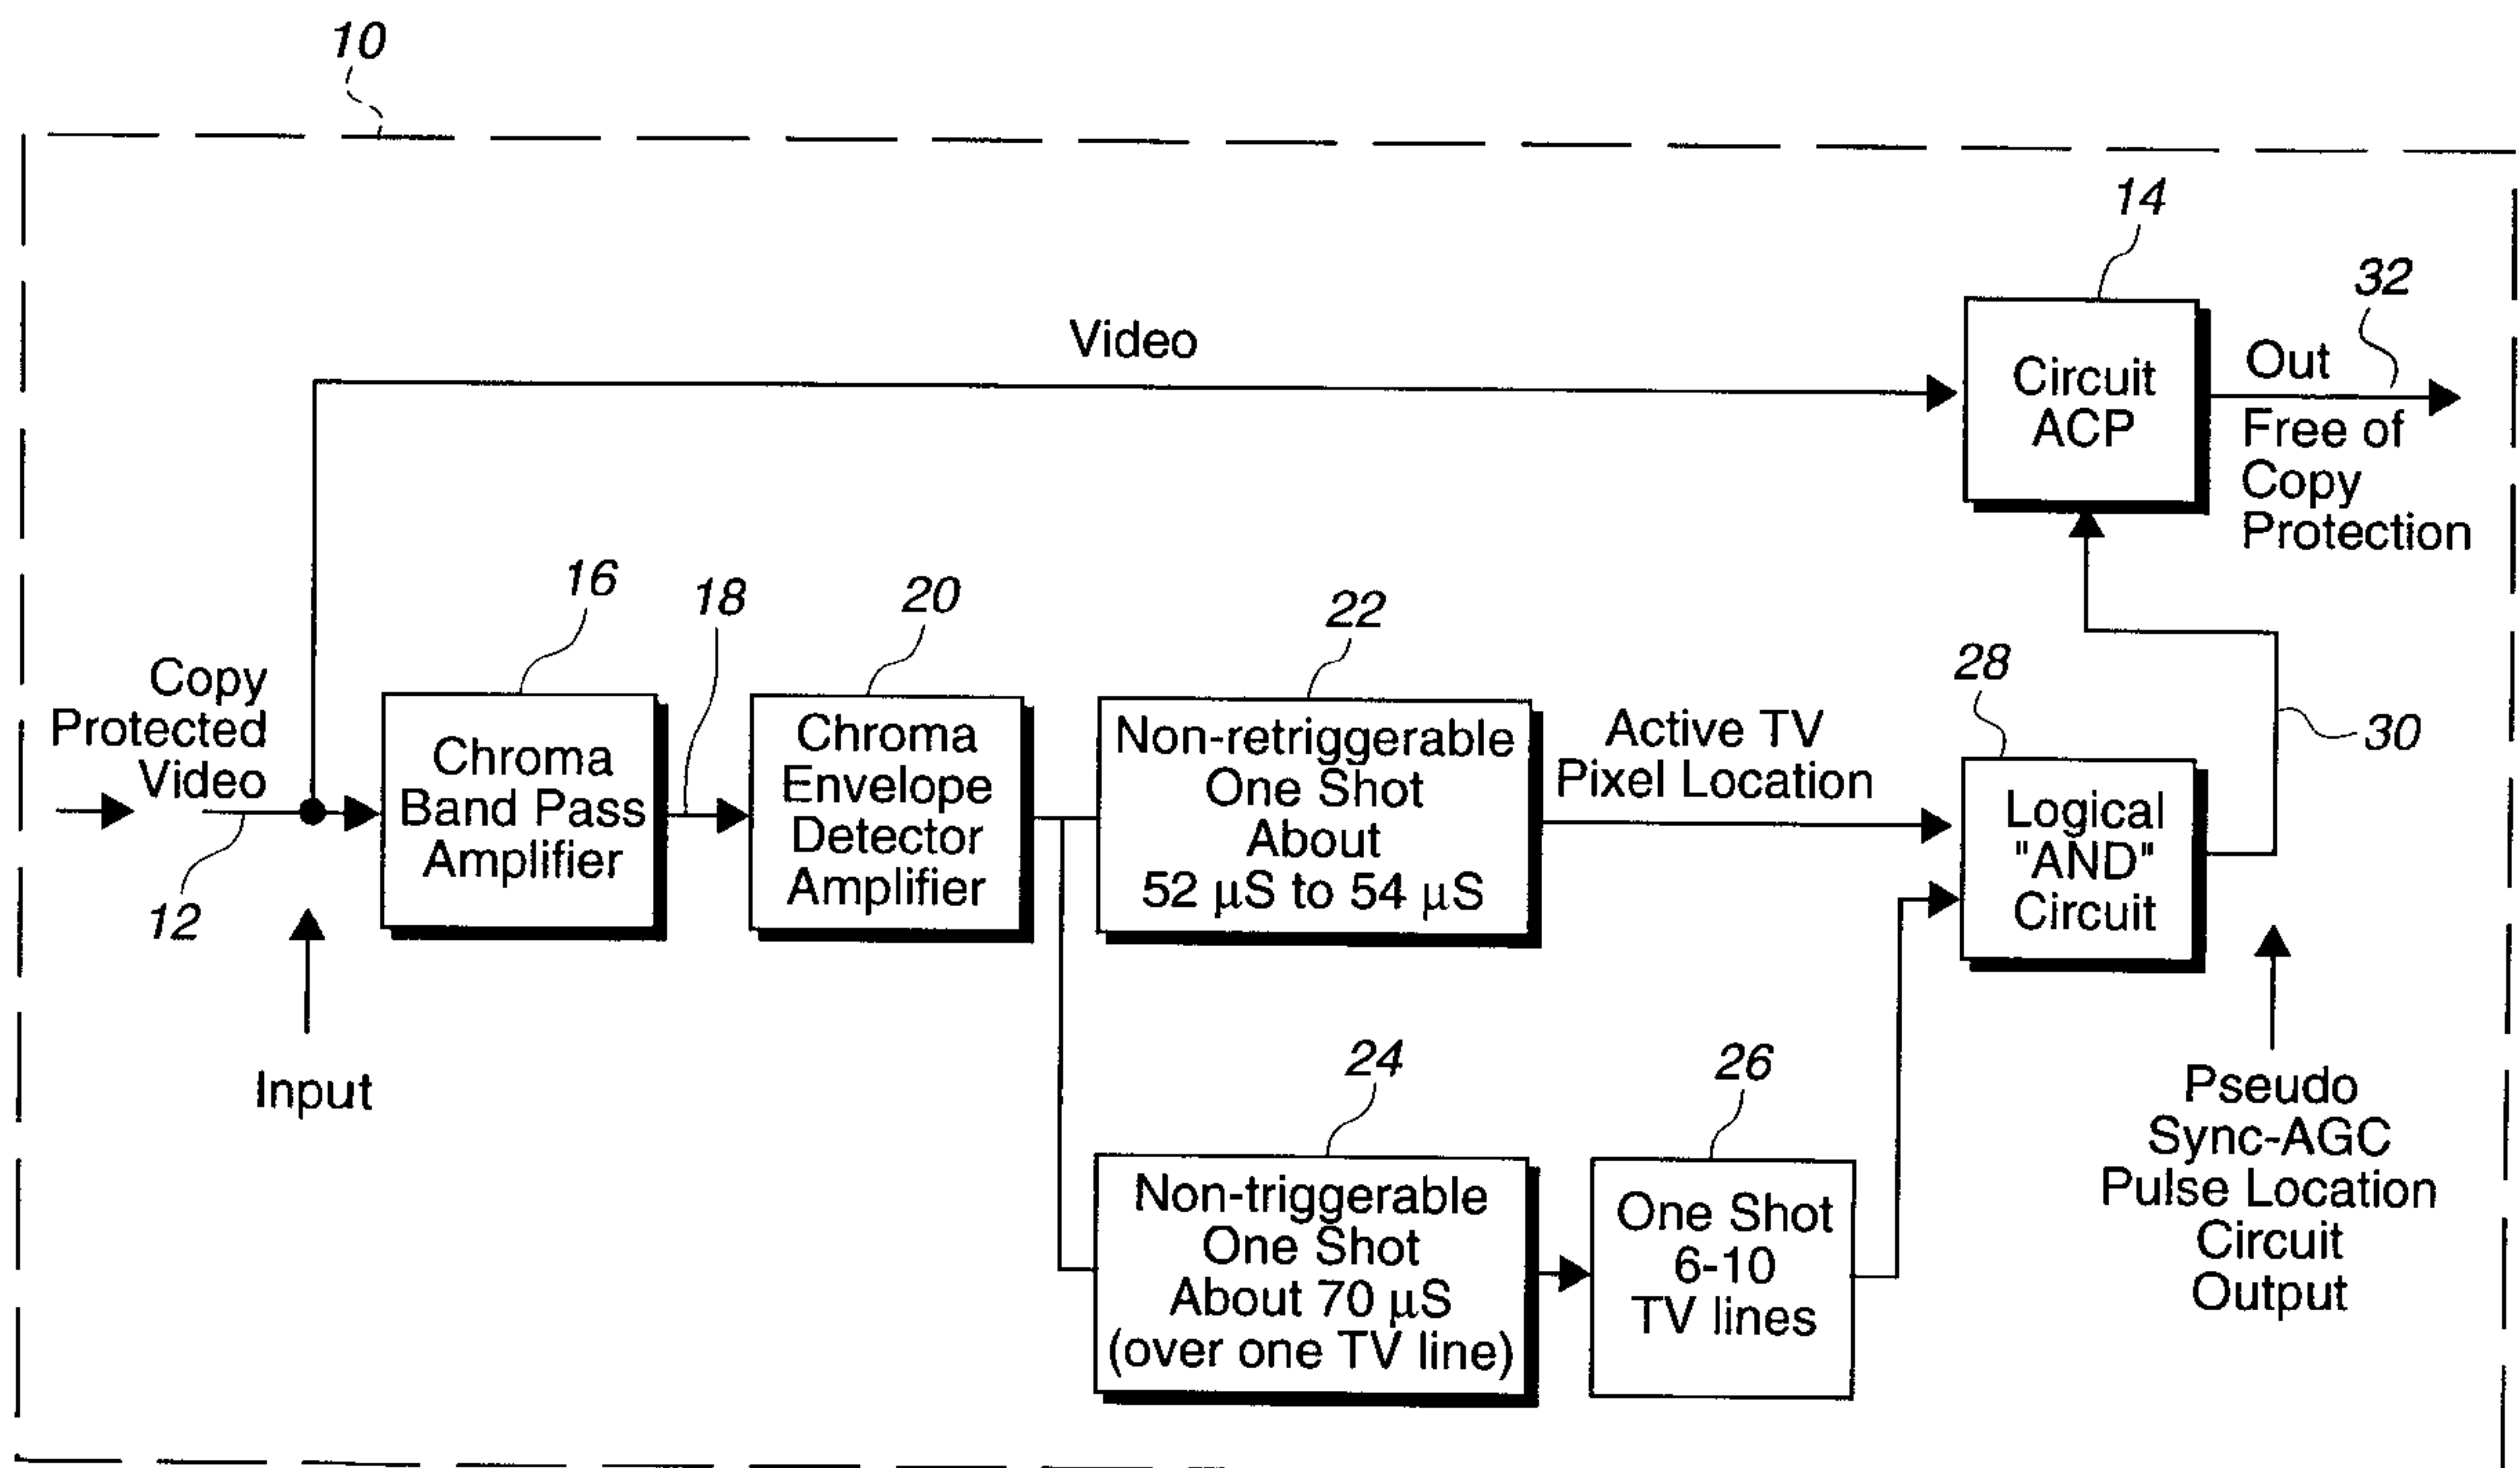 10
14
32
Video
Circuit
ACP
Out
Free of
Copy
Protection
16
18
20
22
28
30
Copy
Protected
Video
12
Input
Chroma
Band Pass
Amplifier
Chroma
Envelope
Detector
Amplifier
Non-retriggerable
One Shot
About
52 µS to 54 µS
Active TV
Pixel Location
Logical
"AND"
Circuit
24
26
Non-triggerable
One Shot
About 70 µS
(over one TV line)
One Shot
6-10
TV lines
Pseudo
Sync-AGC
Pulse Location
Circuit
Output